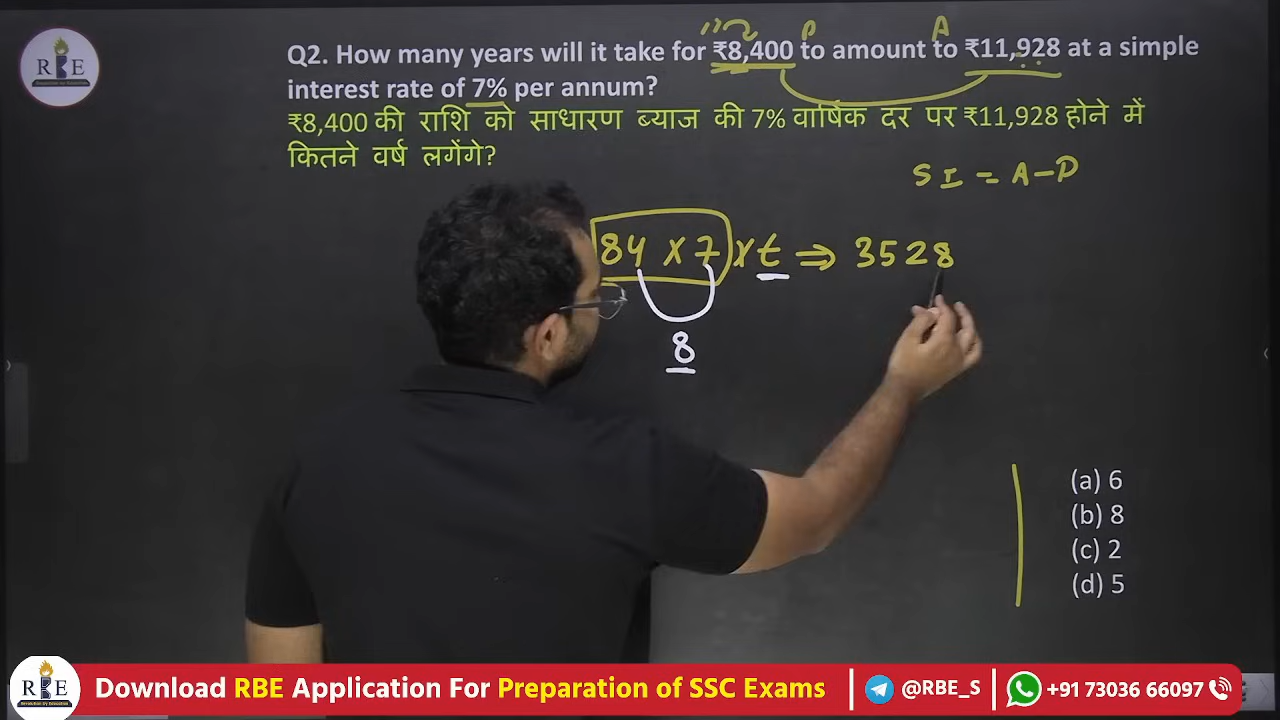 P A
Q2. How many years will it take for ₹8,400 to amount to ₹11,928 at a simple
interest rate of 7% per annum?
₹8,400 की राशि को साधारण ब्याज की 7% वार्षिक दर पर ₹11,928 होने में
कितने वर्ष लगेंगे?
SI = A-P
84 x 7 x t ⇒ 3528
8
(a) 6
(b) 8
(c) 2
(d) 5
R E
R E
Download RBE Application For Preparation of SSC Exams
@RBE_S
+91 73036 66097